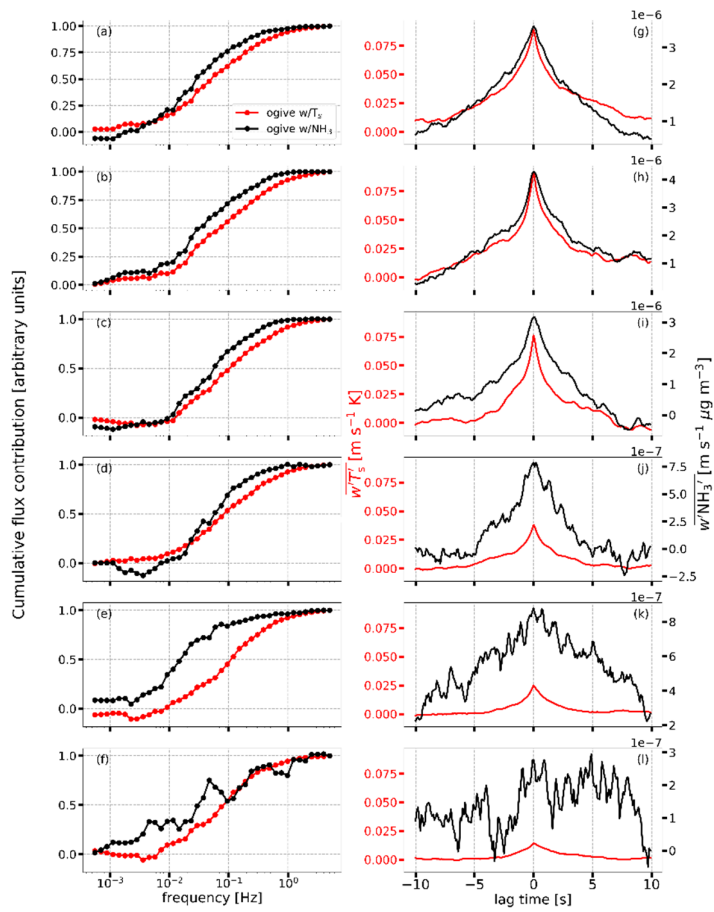 Cumulative flux contribution [arbitrary units]
(a)
1.00
0.75
0.50
0.25
0.00
ogive w/Tₛ
ogive w/NH₃
(g)
1e−6
0.075
0.050
0.025
0.000
3
2
1
(b)
1.00
0.75
0.50
0.25
0.00
(h)
1e−6
0.075
0.050
0.025
0.000
4
3
2
1
(c)
1.0
0.5
0.0
(i)
1e−6
0.075
0.050
0.025
0.000
3
2
1
0
w′Tₛ′ [m s⁻¹ K]
w′NH₃′ [m s⁻¹ μg m⁻³]
(d)
1.0
0.5
0.0
(j)
1e−7
0.075
0.050
0.025
0.000
7.5
5.0
2.5
0.0
−2.5
(e)
1.0
0.5
0.0
(k)
1e−7
0.075
0.050
0.025
0.000
8
6
4
2
(f)
1.0
0.5
0.0
10⁻³ 10⁻² 10⁻¹ 10⁰
frequency [Hz]
(l)
1e−7
0.075
0.050
0.025
0.000
3
2
1
0
−10 −5 0 5 10
lag time [s]